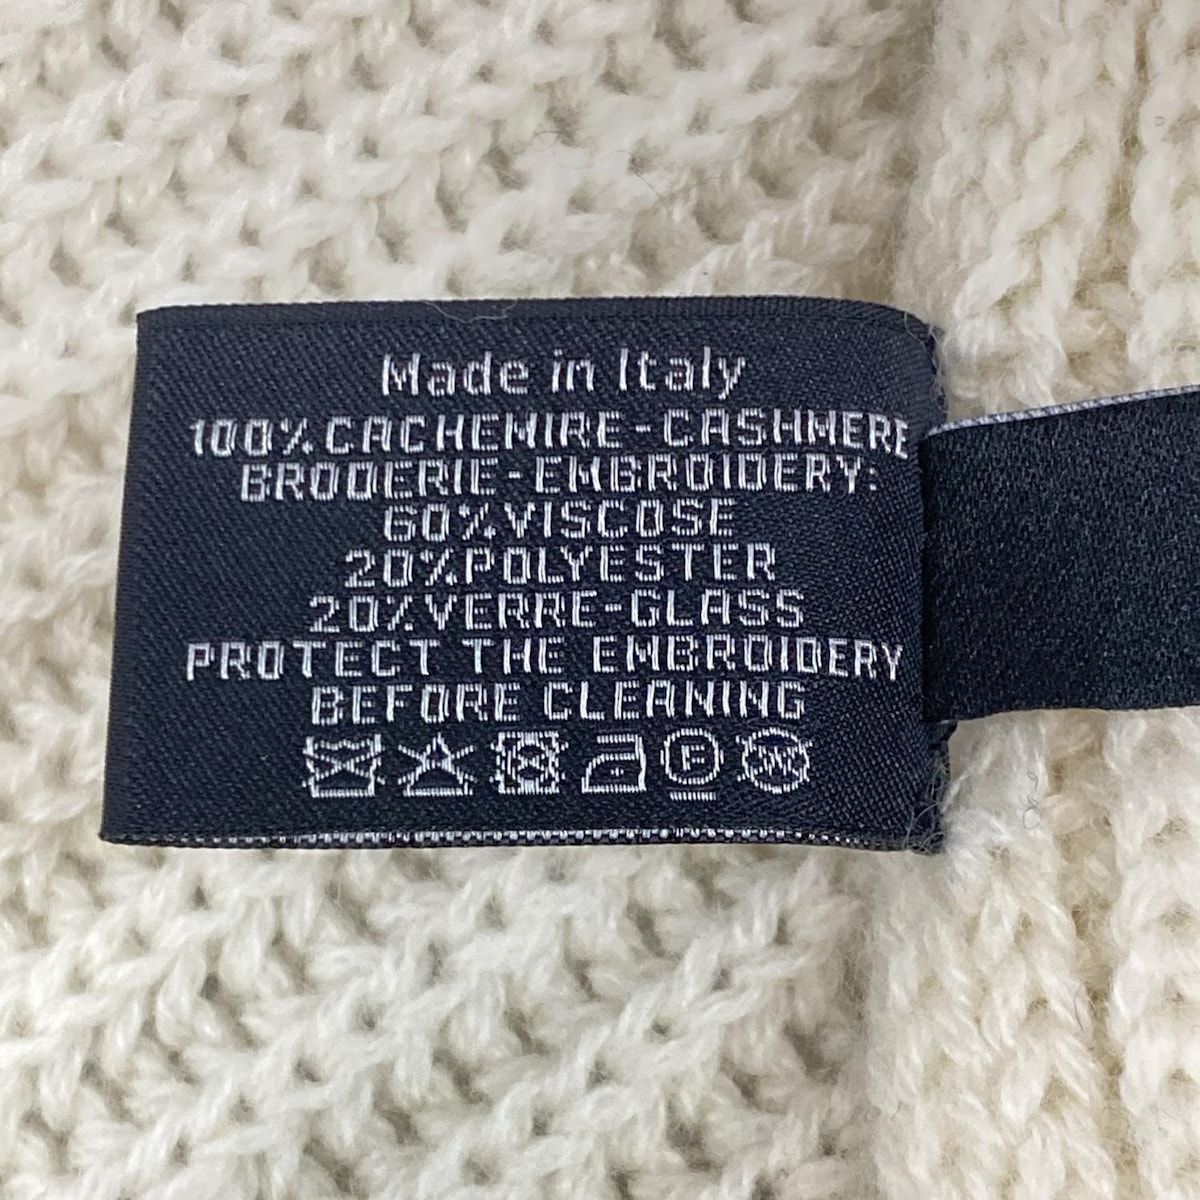 Made in Italy
100%CACHEMIRE-CASHMERE
BRODERIE-EMBROIDERY:
60%VISCOSE
20%POLYESTER
20%VERRE-GLASS
PROTECT THE EMBROIDERY
BEFORE CLEANING
P W